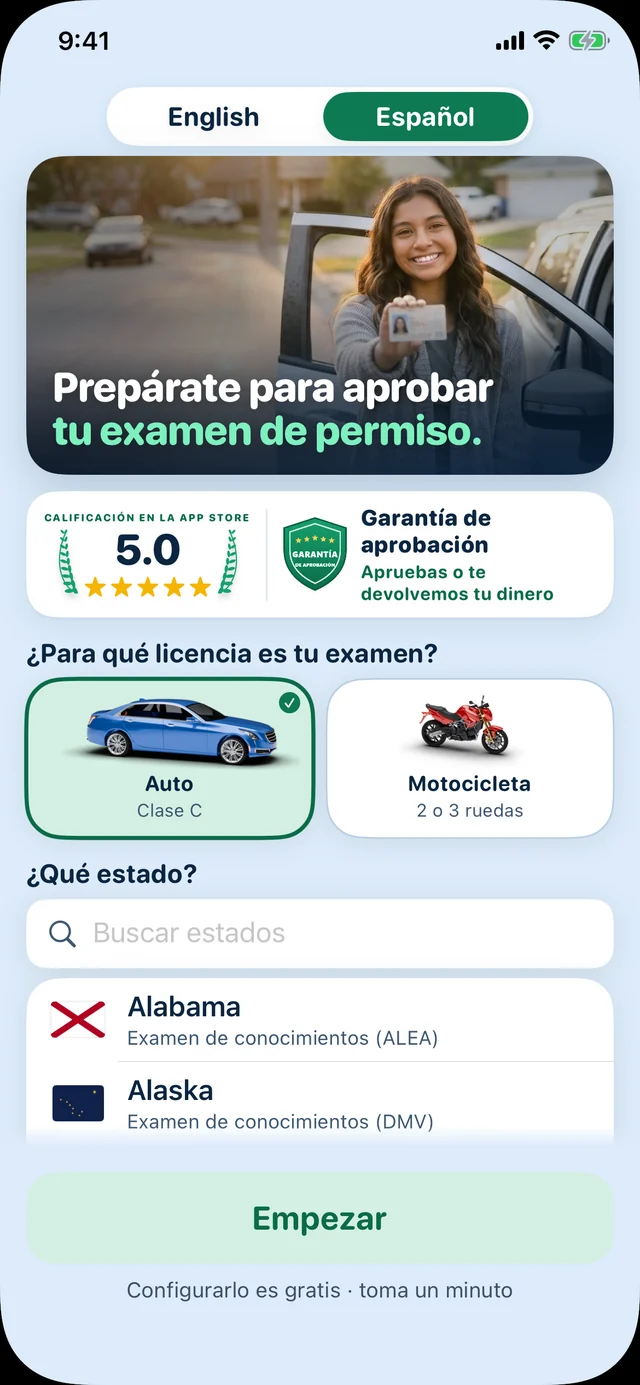 9:41
English
Español
Prepárate para aprobar
tu examen de permiso.
CALIFICACIÓN EN LA APP STORE
5.0
GARANTÍA
DE APROBACIÓN
Garantía de
aprobación
Apruebas o te
devolvemos tu dinero
¿Para qué licencia es tu examen?
Auto
Clase C
Motocicleta
2 o 3 ruedas
¿Qué estado?
Buscar estados
Alabama
Examen de conocimientos (ALEA)
Alaska
Examen de conocimientos (DMV)
Empezar
Configurarlo es gratis · toma un minuto